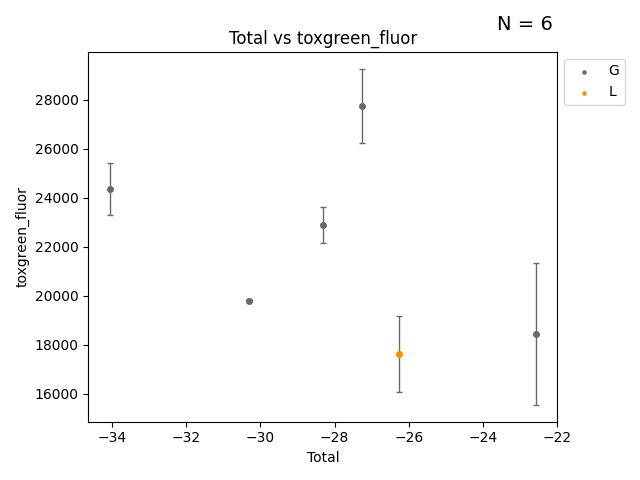 N = 6
Total vs toxgreen_fluor
G
L
28000
26000
24000
22000
20000
18000
16000
toxgreen_fluor
−34
−32
−30
−28
−26
−24
−22
Total